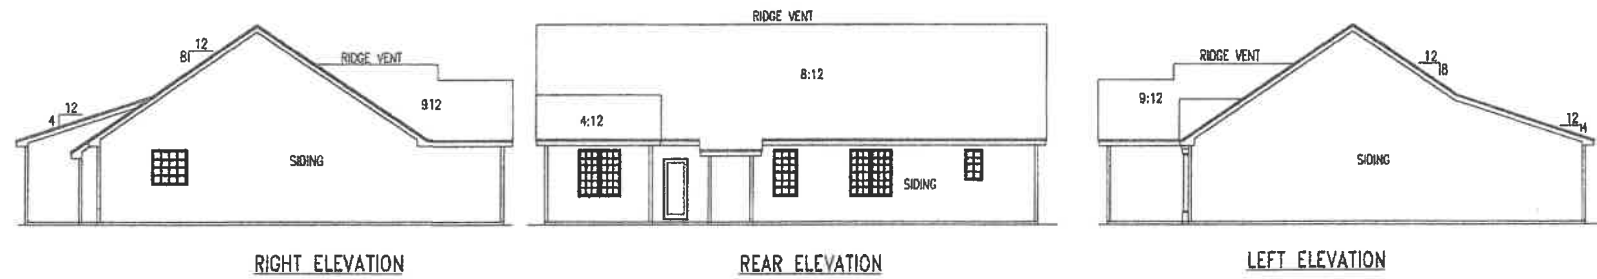 12
8
RIDGE VENT
12
4
912
SIDING
RIGHT ELEVATION
RIDGE VENT
8:12
4:12
SIDING
REAR ELEVATION
RIDGE VENT
12
8
9:12
12
4
SIDING
LEFT ELEVATION